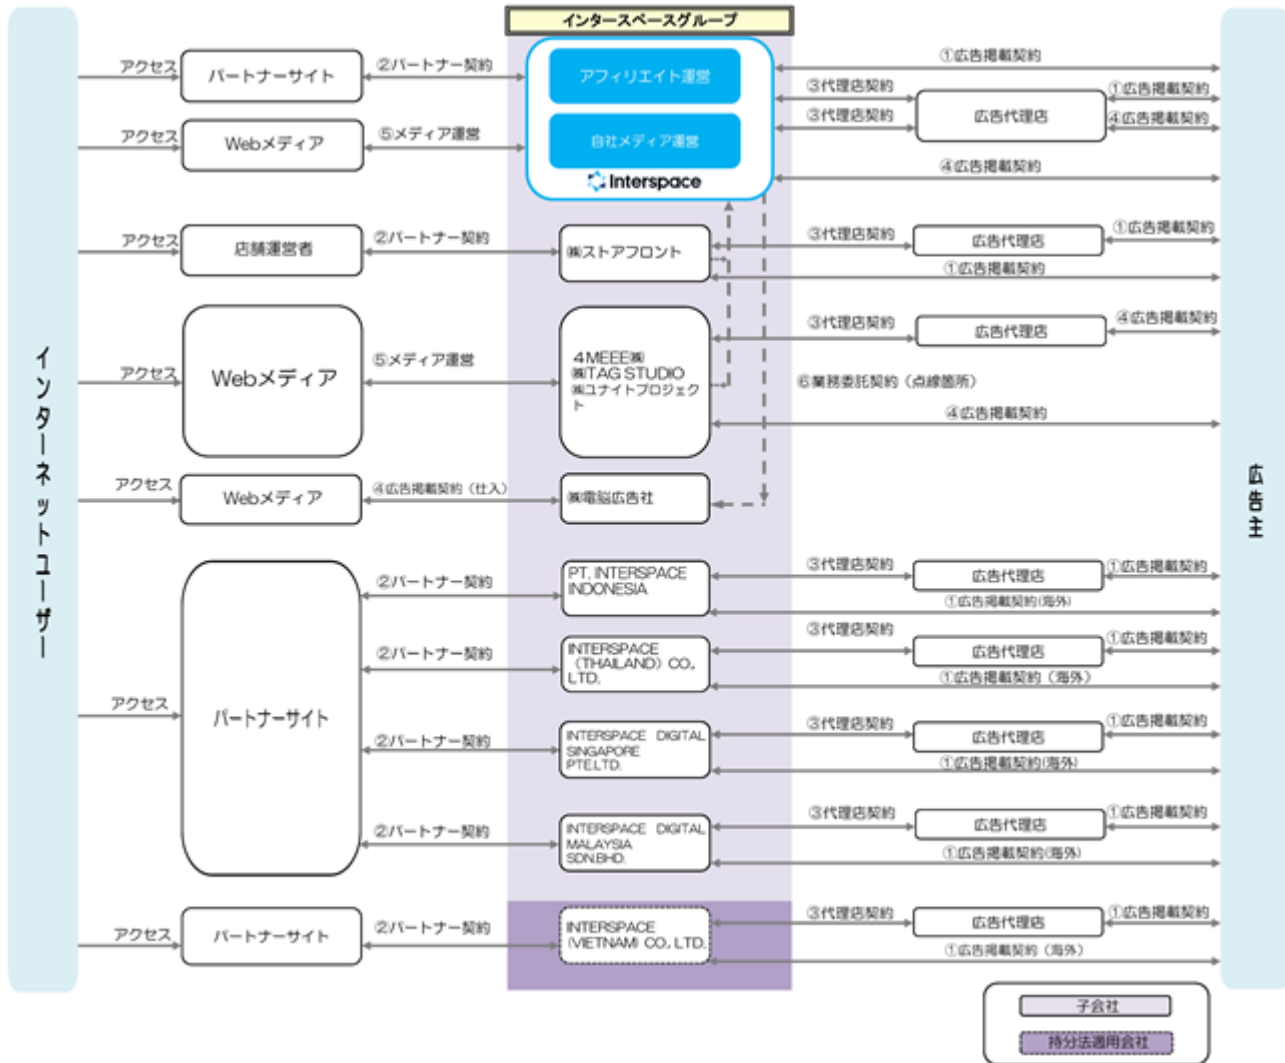 インタースペースグループ
インターネットユーザー
広告主
アクセス
パートナーサイト
②パートナー契約
アフィリエイト運営
①広告掲載契約
③代理店契約
①広告掲載契約
③代理店契約
広告代理店
④広告掲載契約
アクセス
Webメディア
⑤メディア運営
自社メディア運営
Interspace
④広告掲載契約
アクセス
店舗運営者
②パートナー契約
㈱ストアフロント
③代理店契約
広告代理店
①広告掲載契約
①広告掲載契約
アクセス
Webメディア
⑤メディア運営
4MEEE㈱
㈱TAG STUDIO
㈱ユナイトプロジェク
ト
③代理店契約
広告代理店
④広告掲載契約
⑥業務委託契約（点線箇所）
④広告掲載契約
アクセス
Webメディア
④広告掲載契約（仕入）
㈱電脳広告社
アクセス
パートナーサイト
②パートナー契約
PT. INTERSPACE
INDONESIA
③代理店契約
広告代理店
①広告掲載契約
①広告掲載契約(海外)
②パートナー契約
INTERSPACE
（THAILAND）CO.,
LTD.
③代理店契約
広告代理店
①広告掲載契約
①広告掲載契約（海外）
②パートナー契約
INTERSPACE DIGITAL
SINGAPORE
PTE.LTD.
③代理店契約
広告代理店
①広告掲載契約
①広告掲載契約(海外)
②パートナー契約
INTERSPACE DIGITAL
MALAYSIA
SDN.BHD.
③代理店契約
広告代理店
①広告掲載契約
①広告掲載契約(海外)
アクセス
パートナーサイト
②パートナー契約
INTERSPACE
(VIETNAM) CO., LTD.
③代理店契約
広告代理店
①広告掲載契約
①広告掲載契約（海外）
子会社
持分法適用会社